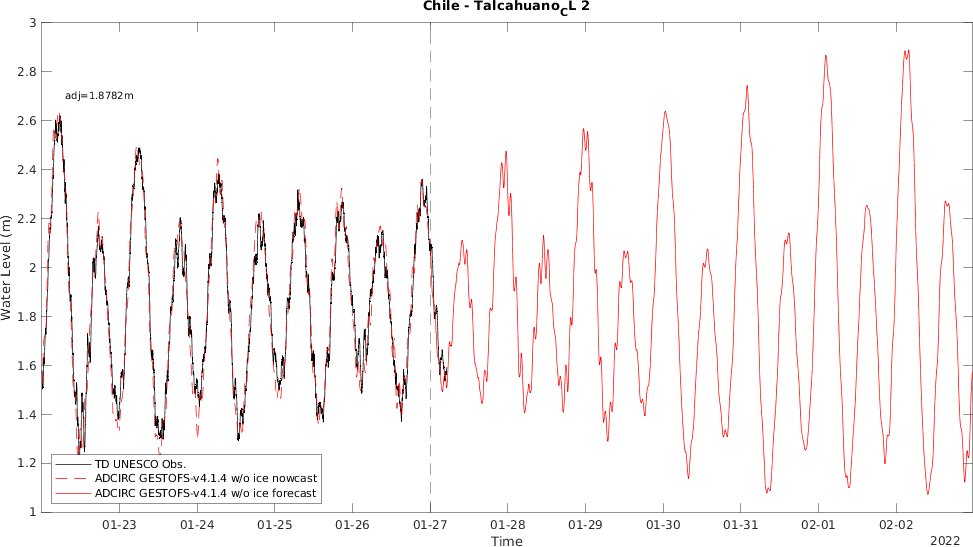 Chile - TalcahuanoCL 2
3
2.8
2.6
2.4
2.2
2
1.8
1.6
1.4
1.2
1
Water Level (m)
adj=1.8782m
TD UNESCO Obs.
ADCIRC GESTOFS-v4.1.4 w/o ice nowcast
ADCIRC GESTOFS-v4.1.4 w/o ice forecast
01-23 01-24 01-25 01-26 01-27 01-28 01-29 01-30 01-31 02-01 02-02
Time
2022